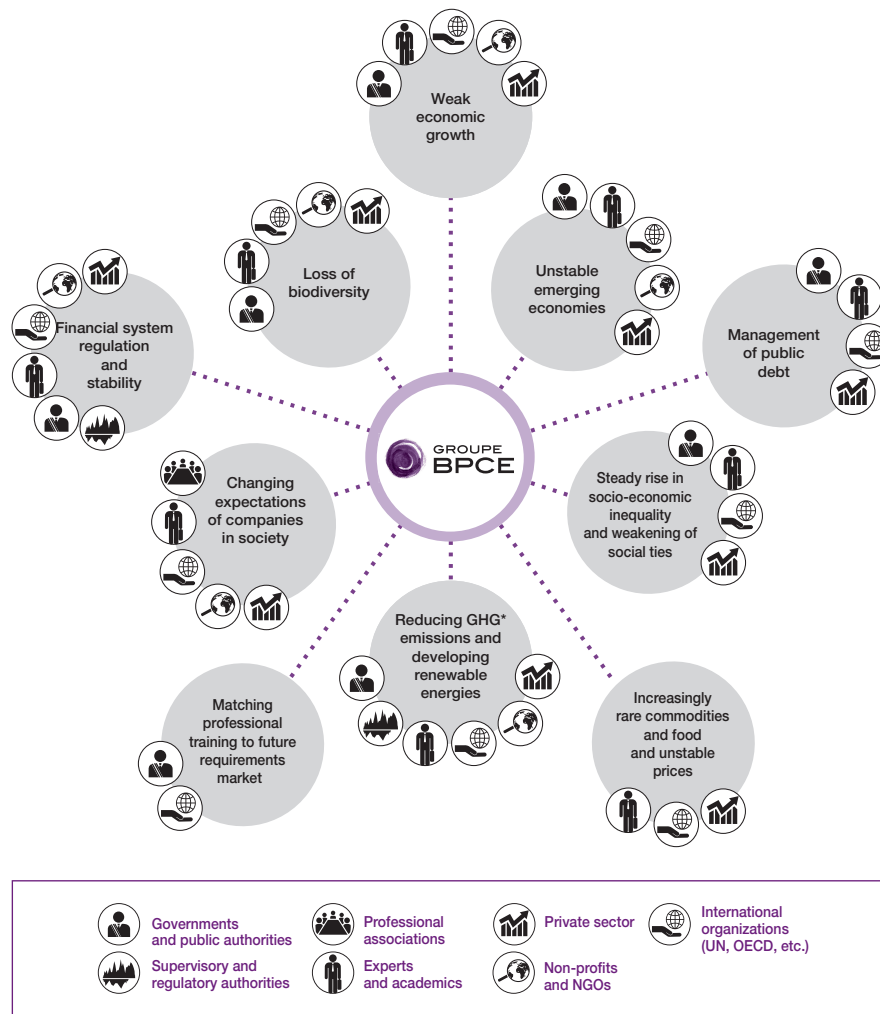 Weak
economic
growth
Loss of
biodiversity
Unstable
emerging
economies
Financial system
regulation
and
stability
Management
of public
debt
GROUPE
BPCE
Changing
expectations
of companies
in society
Steady rise in
socio-economic
inequality
and weakening of
social ties
Reducing GHG*
emissions and
developing
renewable
energies
Matching
professional
training to future
requirements
market
Increasingly
rare commodities
and food
and unstable
prices
Governments
and public authorities
Professional
associations
Private sector
International
organizations
(UN, OECD, etc.)
Supervisory and
regulatory authorities
Experts
and academics
Non-profits
and NGOs